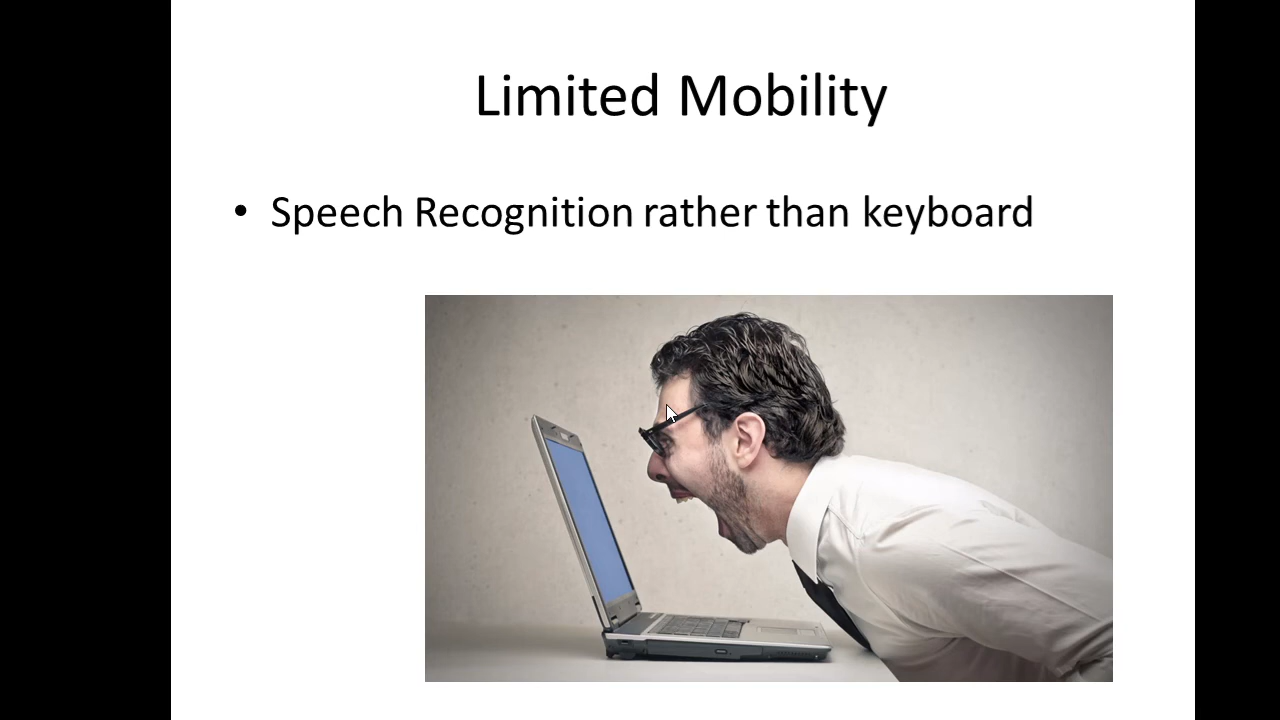 Limited Mobility
• Speech Recognition rather than keyboard